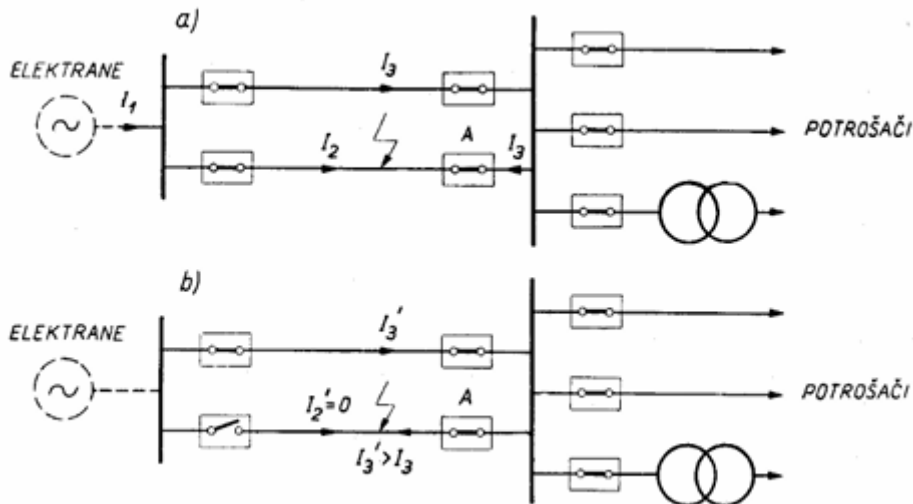 a)
ELEKTRANE
I1
I3
I2
A
I3
POTROŠAČI
b)
ELEKTRANE
I3'
I2'=0
A
I3'>I3
POTROŠAČI